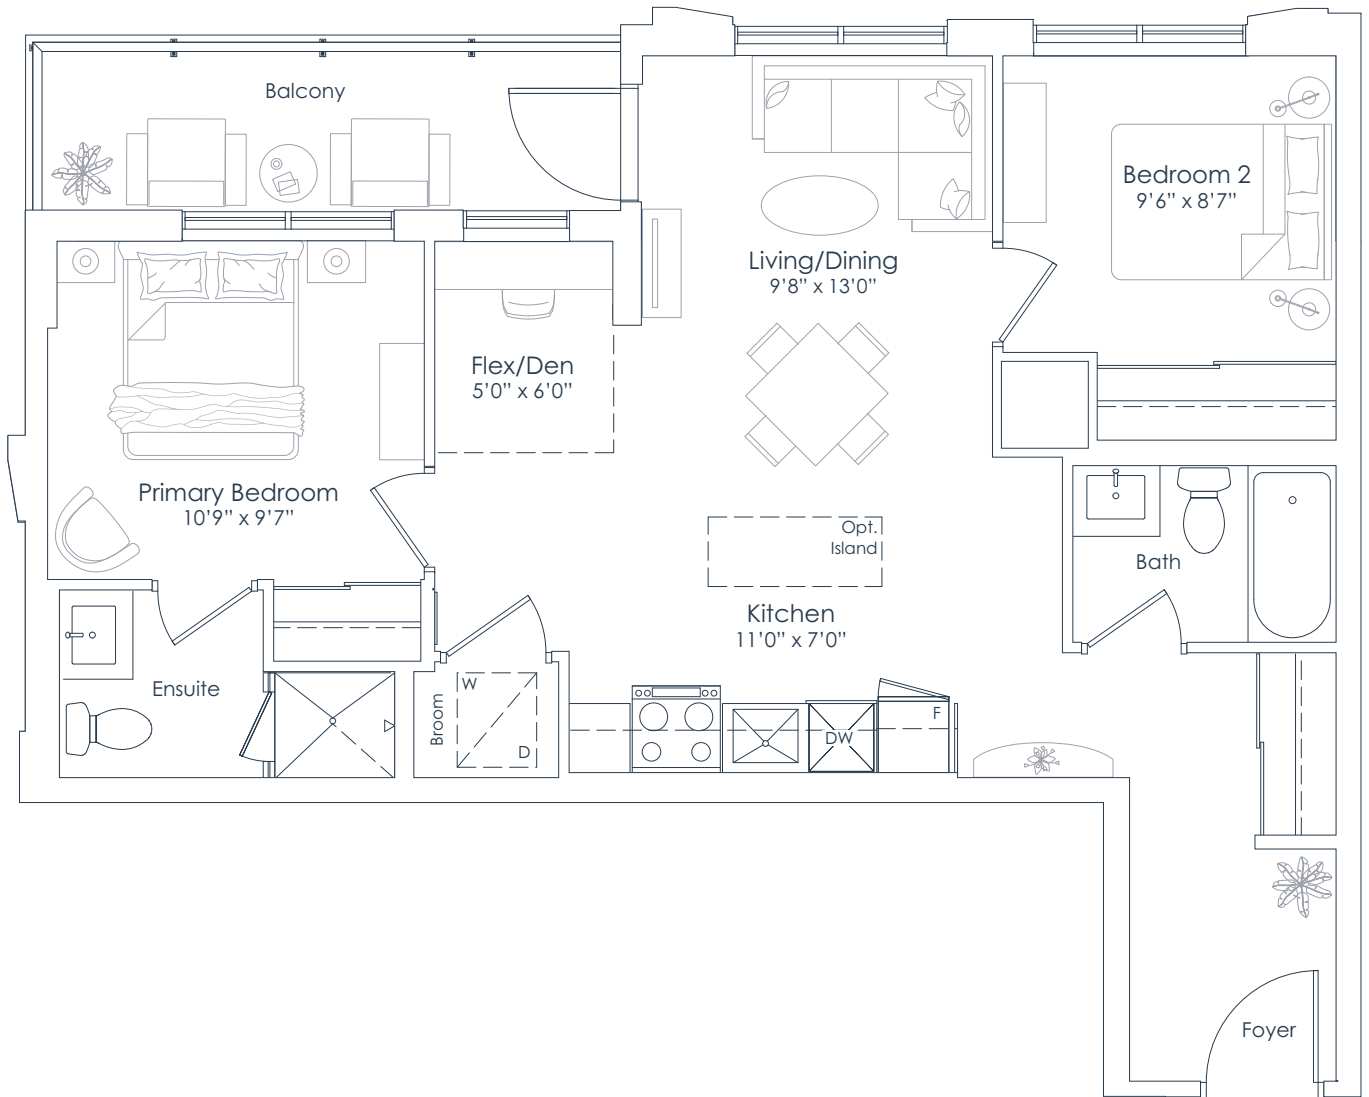 Balcony
Bedroom 2
9’6” x 8’7”
Living/Dining
9’8” x 13’0”
Flex/Den
5’0” x 6’0”
Primary Bedroom
10’9” x 9’7”
Opt.
Island
Bath
Kitchen
11’0” x 7’0”
Ensuite
Broom
W
D
DW
F
Foyer